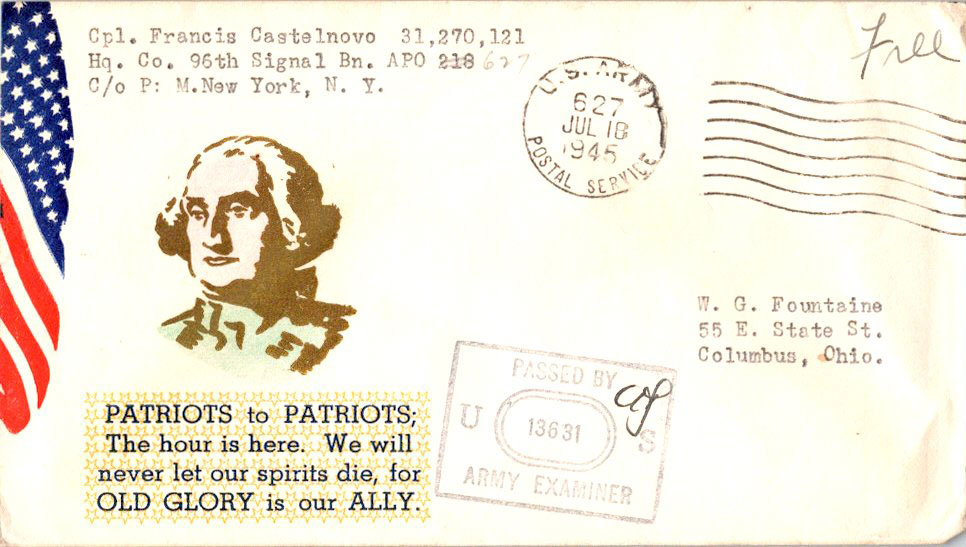 Cpl. Francis Castelnovo 31,270,121
Hq. Co. 96th Signal Bn. APO 218 627
C/o P: M.New York, N. Y.
Free
U.S. ARMY
627
JUL 18
1945
POSTAL SERVICE
W. G. Fountaine
55 E. State St.
Columbus, Ohio.
PASSED BY
U 13631 S
ARMY EXAMINER
PATRIOTS to PATRIOTS;
The hour is here. We will
never let our spirits die, for
OLD GLORY is our ALLY.